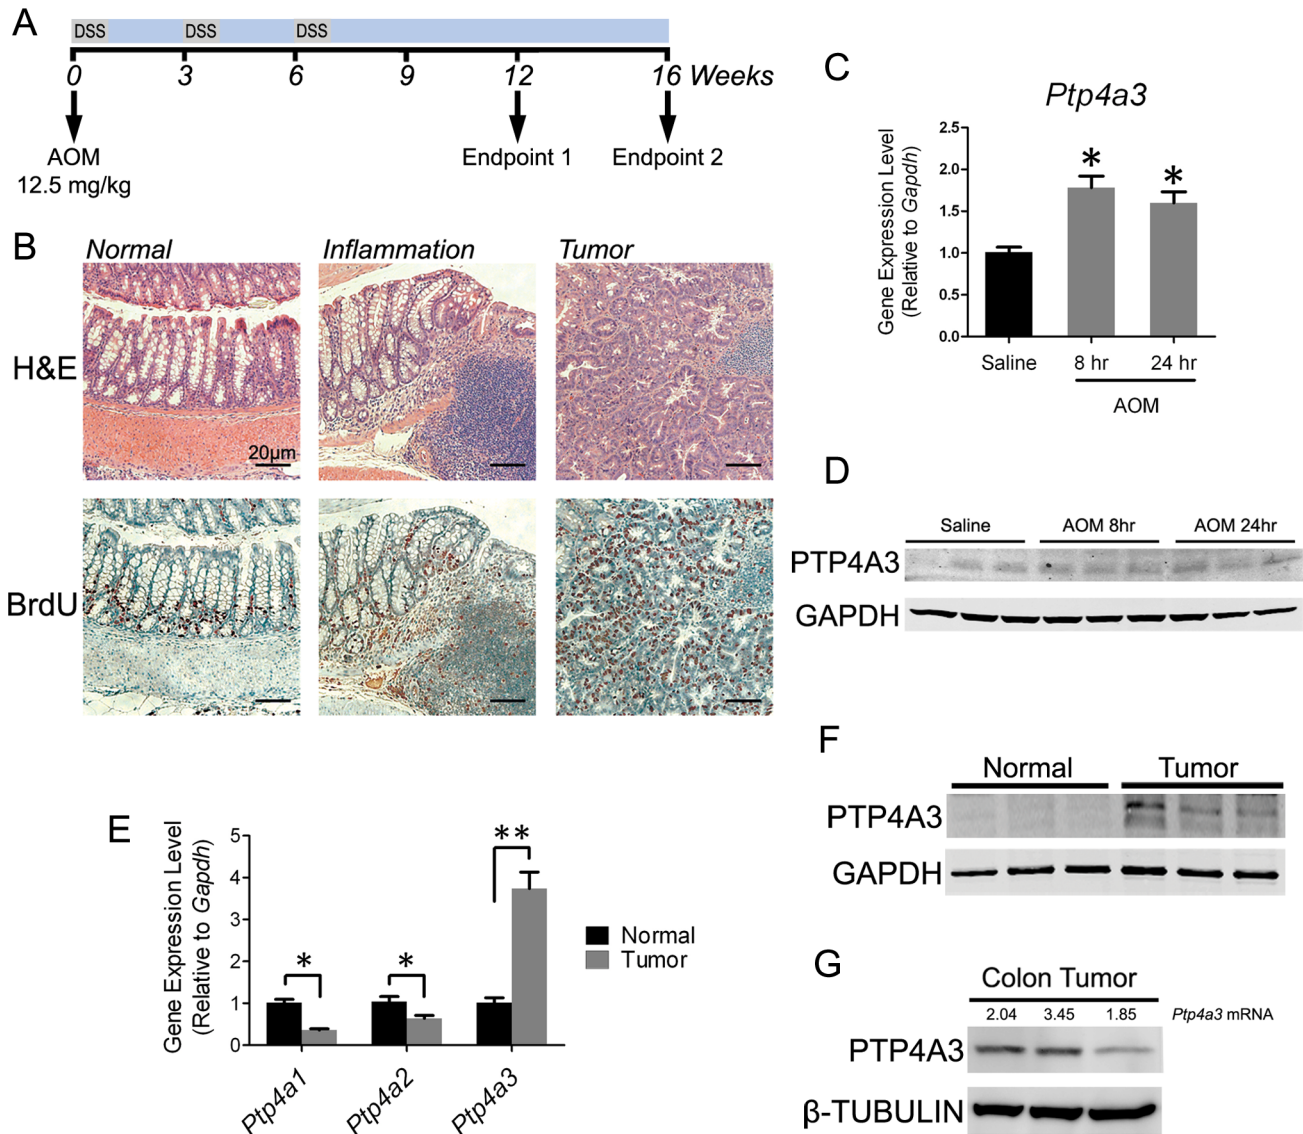 A
DSS DSS DSS
0 3 6 9 12 16 Weeks
AOM
12.5 mg/kg
Endpoint 1
Endpoint 2
B
Normal Inflammation Tumor
H&E
20µm
BrdU
C
Ptp4a3
Gene Expression Level
(Relative to Gapdh)
2.5
2.0
1.5
1.0
0.5
0.0
* *
Saline 8 hr 24 hr
AOM
D
Saline AOM 8hr AOM 24hr
PTP4A3
GAPDH
E
Gene Expression Level
(Relative to Gapdh)
5
4
3
2
1
0
* * **
Normal
Tumor
Ptp4a1 Ptp4a2 Ptp4a3
F
Normal Tumor
PTP4A3
GAPDH
G
Colon Tumor
2.04 3.45 1.85 Ptp4a3 mRNA
PTP4A3
β-TUBULIN